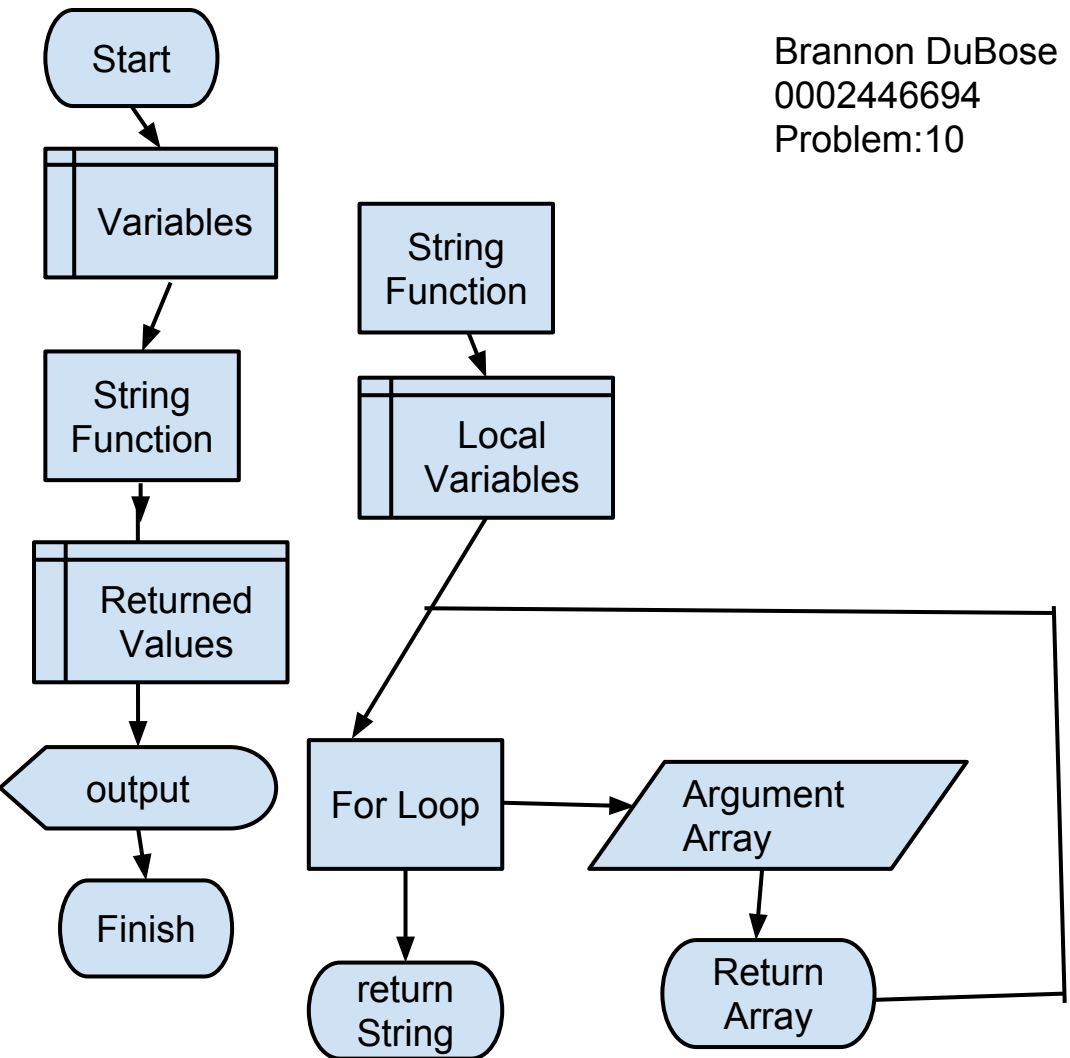 Start
Brannon DuBose
0002446694
Problem:10
Variables
String
Function
String
Function
Local
Variables
Returned
Values
output
For Loop
Argument
Array
Finish
return
String
Return
Array